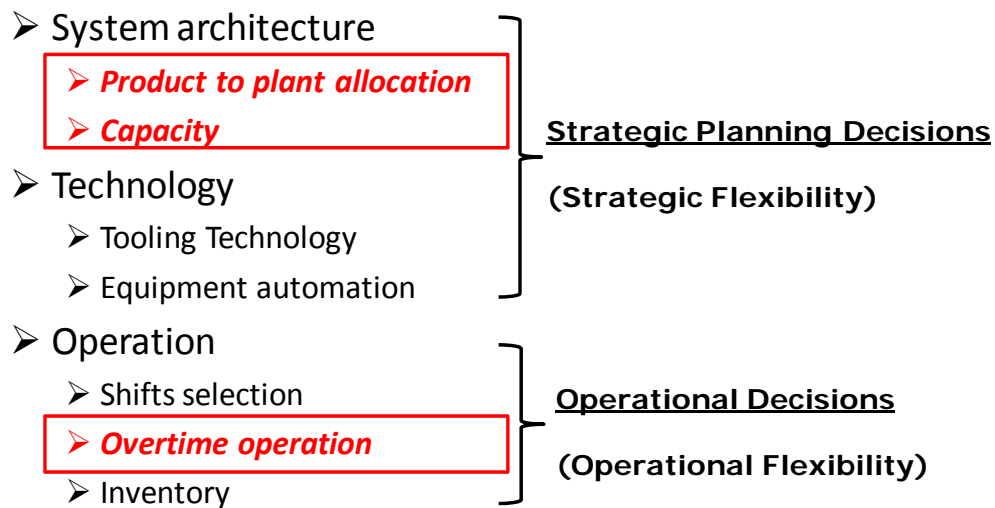 ➢ System architecture
➢ Product to plant allocation
➢ Capacity
Strategic Planning Decisions
➢ Technology
(Strategic Flexibility)
➢ Tooling Technology
➢ Equipment automation
➢ Operation
➢ Shifts selection
Operational Decisions
➢ Overtime operation
(Operational Flexibility)
➢ Inventory